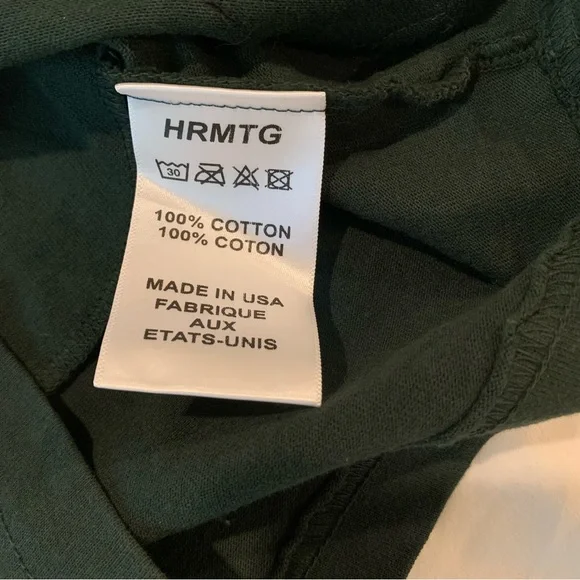 HRMTG
30
100% COTTON
100% COTON
MADE IN USA
FABRIQUE
AUX
ETATS-UNIS